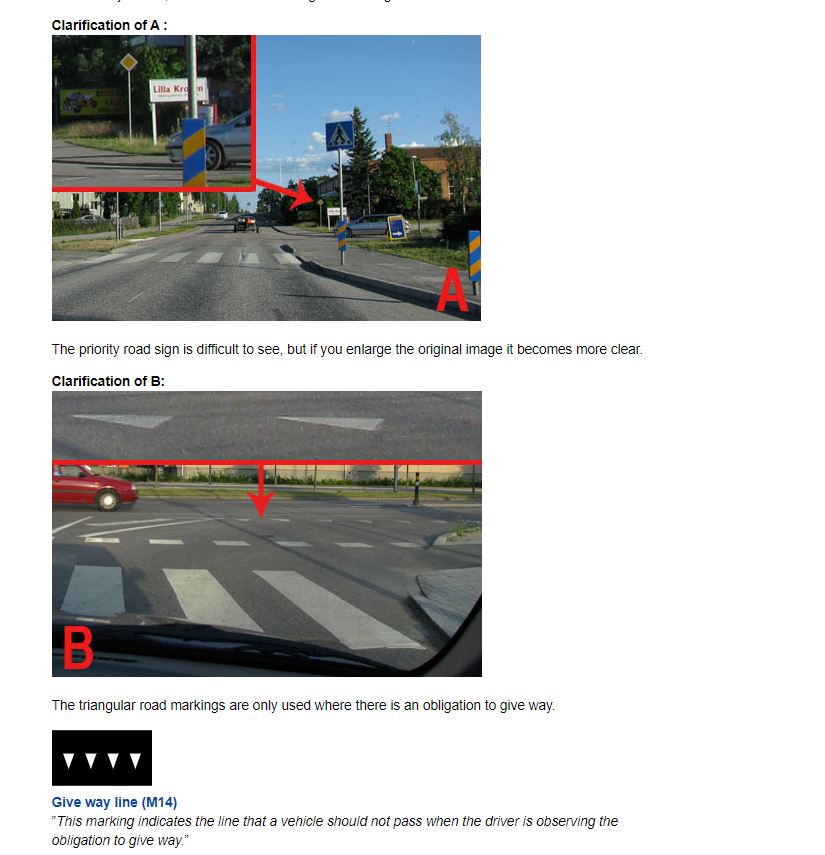 Clarification of A :
Lilla Kro en
A
The priority road sign is difficult to see, but if you enlarge the original image it becomes more clear.
Clarification of B:
B
The triangular road markings are only used where there is an obligation to give way.
Give way line (M14)
"This marking indicates the line that a vehicle should not pass when the driver is observing the
obligation to give way."